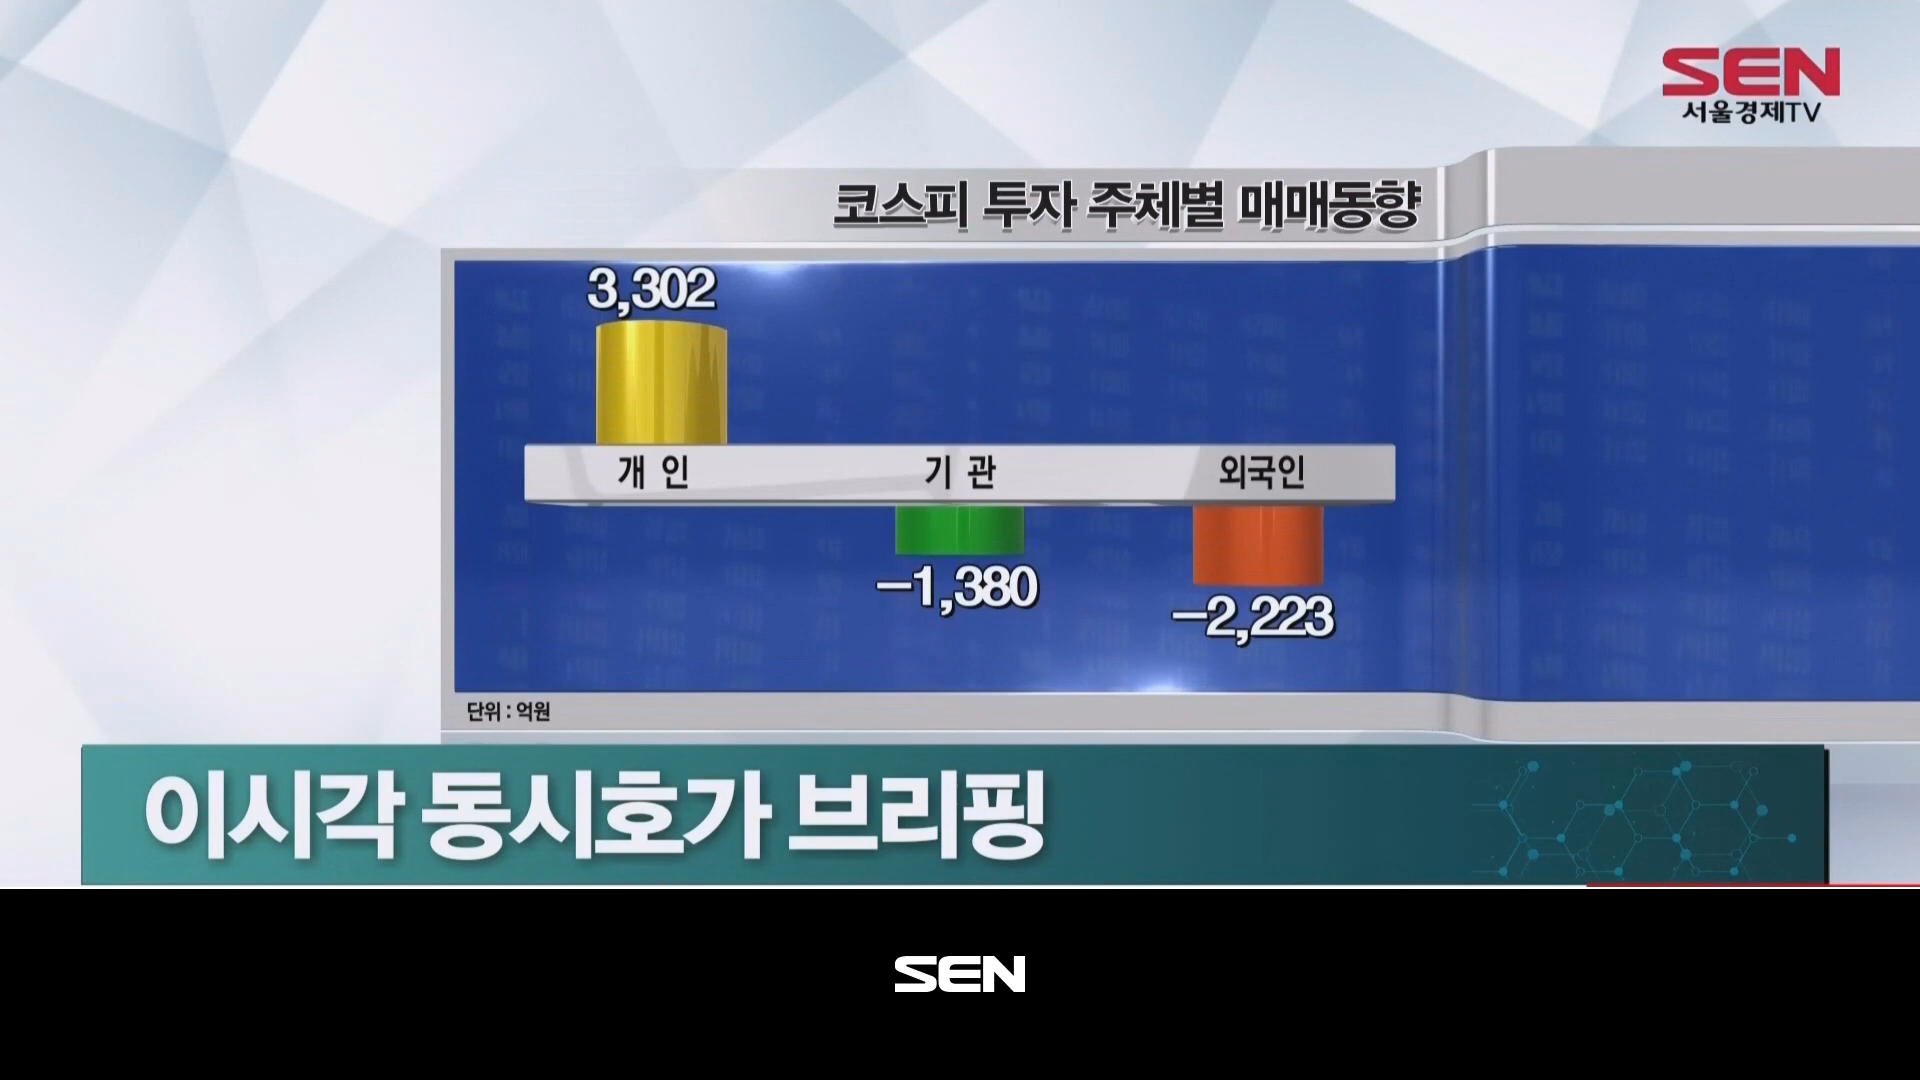 SEN
서울경제TV
코스피 투자 주체별 매매동향
3,302
개인 기관 외국인
-1,380
-2,223
단위 : 억원
이시각 동시호가 브리핑
SEN